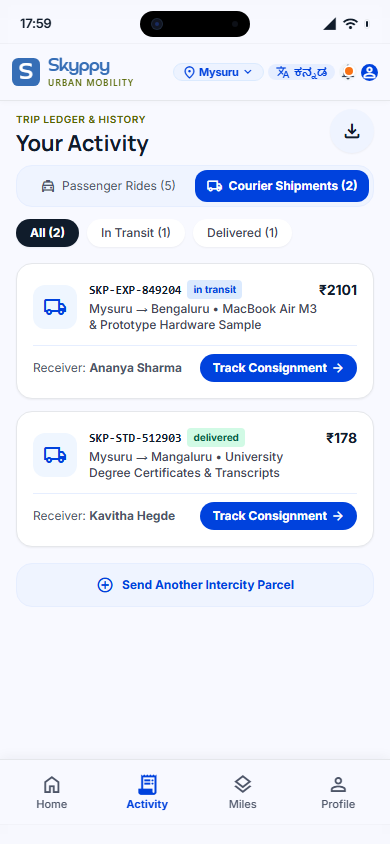 17:59
S Skyppy
URBAN MOBILITY
Mysuru
ಕನ್ನಡ
TRIP LEDGER & HISTORY
Your Activity
Passenger Rides (5)
Courier Shipments (2)
All (2)
In Transit (1)
Delivered (1)
SKP-EXP-849204 in transit ₹2101
Mysuru → Bengaluru • MacBook Air M3
& Prototype Hardware Sample
Receiver: Ananya Sharma
Track Consignment →
SKP-STD-512903 delivered ₹178
Mysuru → Mangaluru • University
Degree Certificates & Transcripts
Receiver: Kavitha Hegde
Track Consignment →
Send Another Intercity Parcel
Home
Activity
Miles
Profile